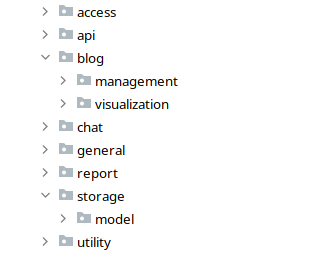 access
api
blog
management
visualization
chat
general
report
storage
model
utility